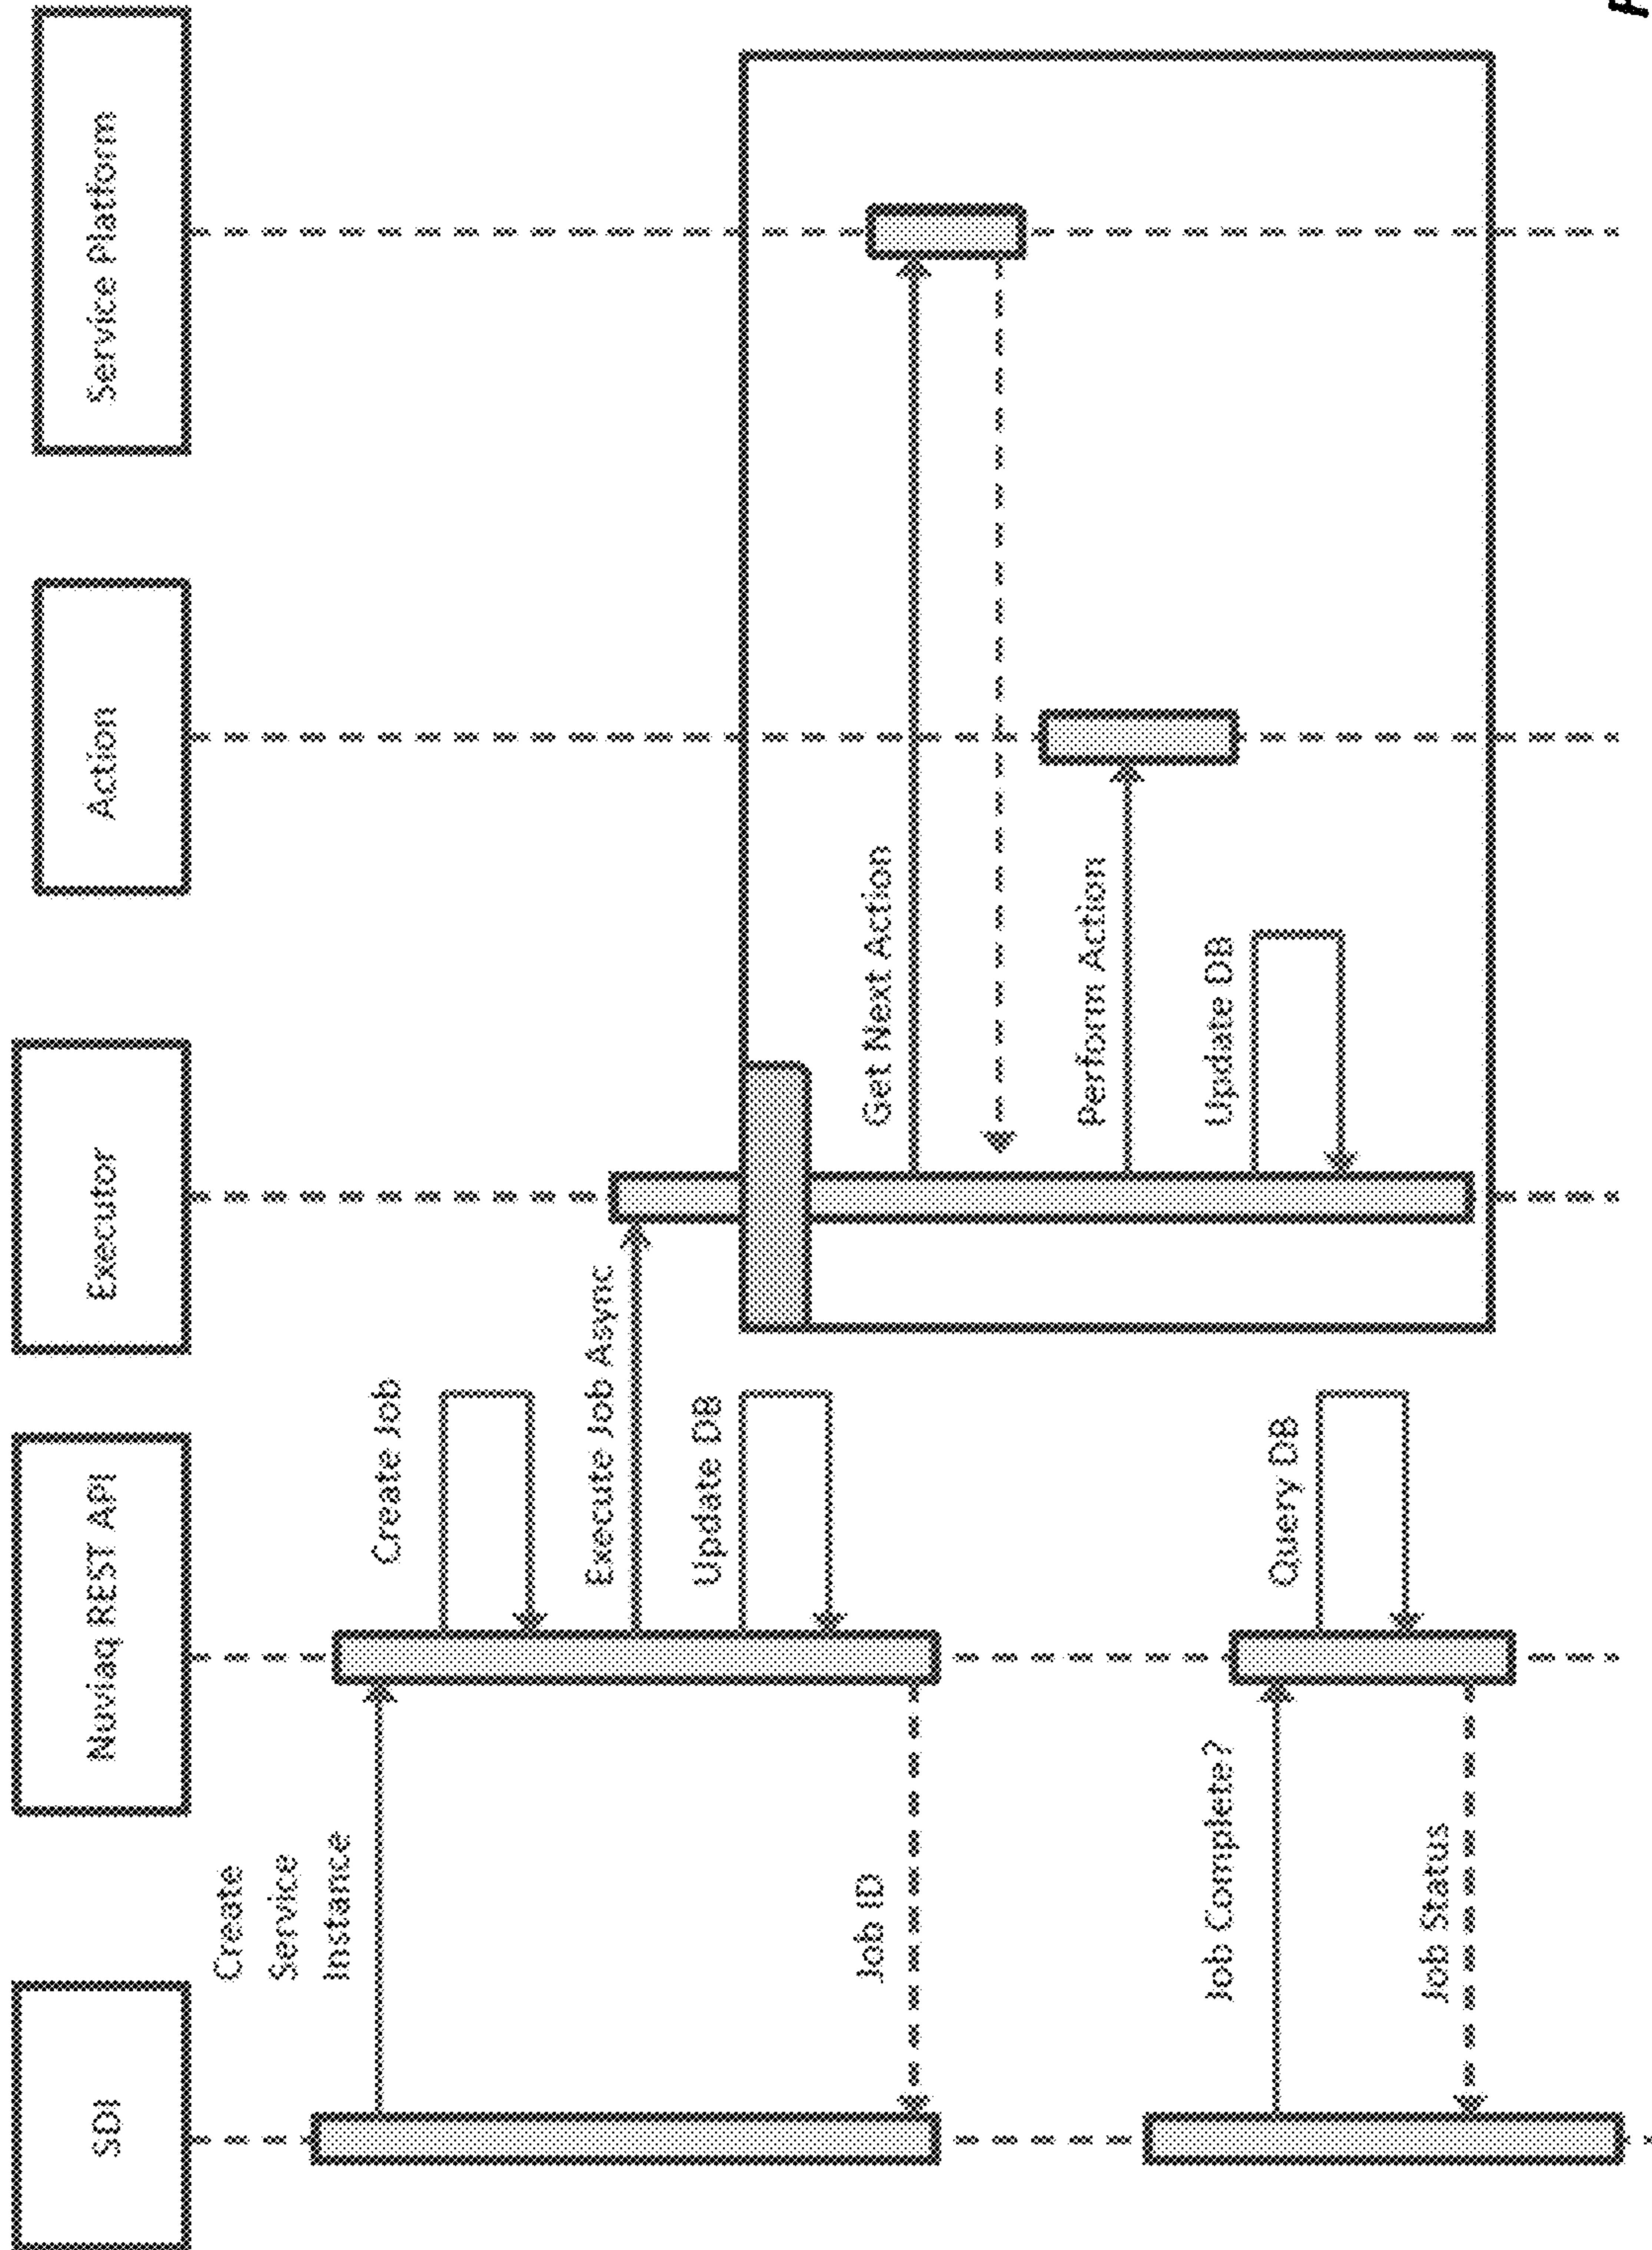 SDI
Noviaq REST API
Executor
Action
Service Platform
Create
Service
Instance
Create Job
Execute Job Async
Update DB
Get Next Action
Job ID
Perform Action
Update DB
Job Complete?
Query DB
Job Status